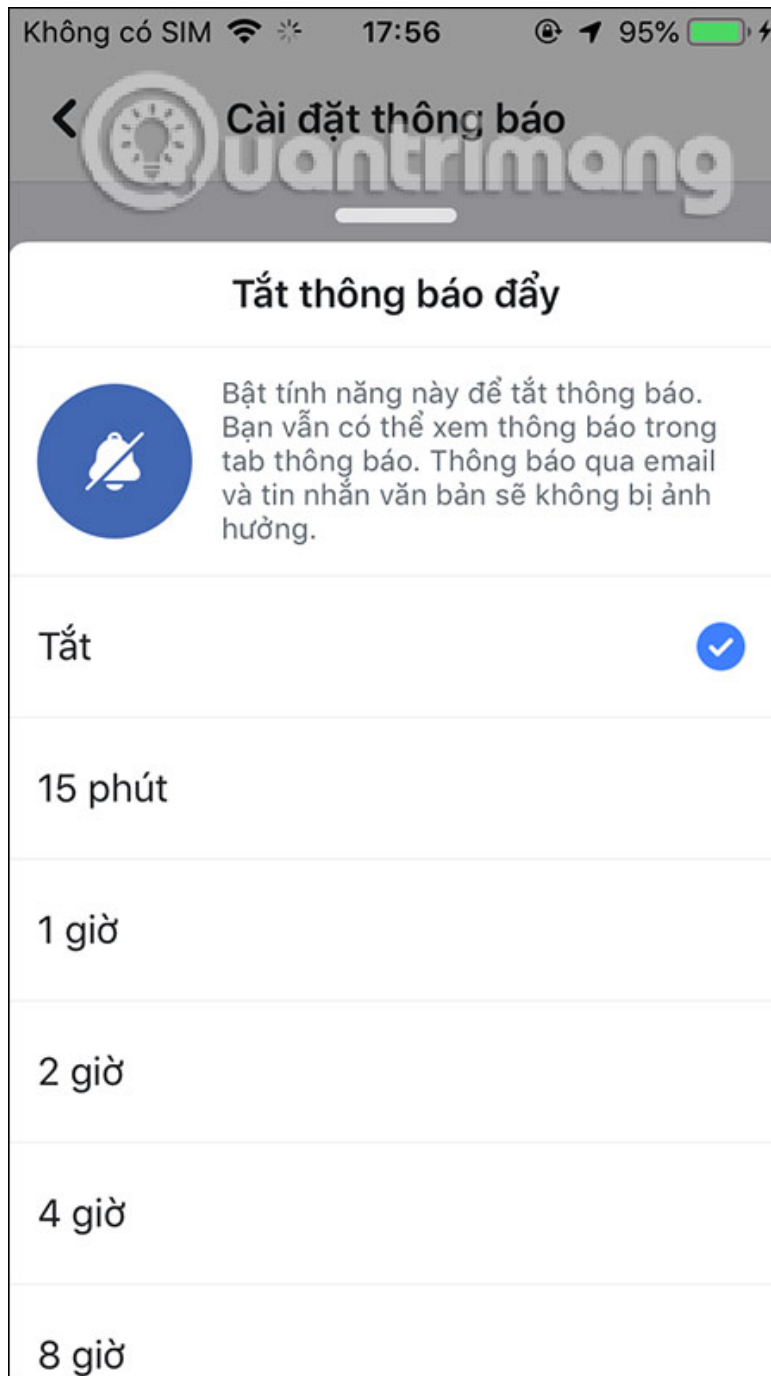 Không có SIM 17:56 95%
Cài đặt thông báo
Quantrimang
Tắt thông báo đẩy
Bật tính năng này để tắt thông báo.
Bạn vẫn có thể xem thông báo trong
tab thông báo. Thông báo qua email
và tin nhắn văn bản sẽ không bị ảnh
hưởng.
Tắt
15 phút
1 giờ
2 giờ
4 giờ
8 giờ